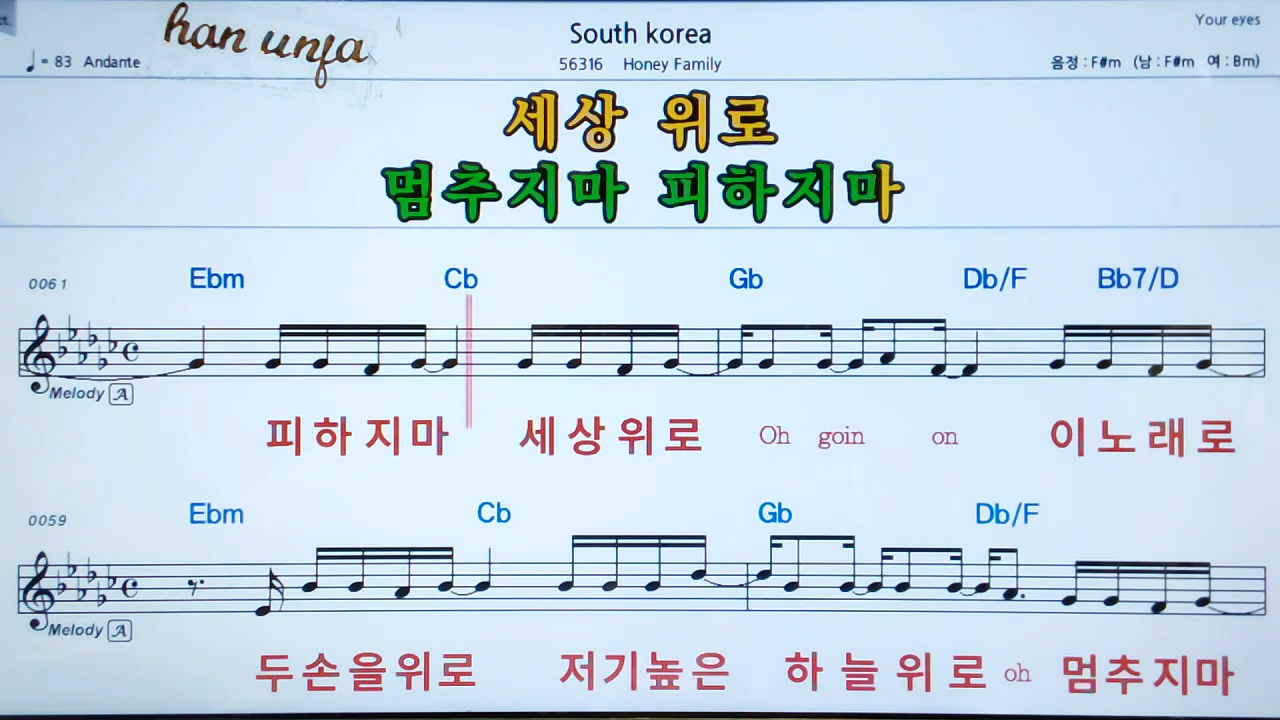 ct.
han unja
South korea
Your eyes
♩= 83 Andante
56316 Honey Family
음정 : F#m (남 : F#m 여 : Bm)
세상 위로
멈추지마 피하지마
0061
Ebm Cb Gb Db/F Bb7/D
Melody A
피하지마 세상위로 Oh goin on 이노래로
0059
Ebm Cb Gb Db/F
Melody A
두손을위로 저기높은 하늘위로 oh 멈추지마